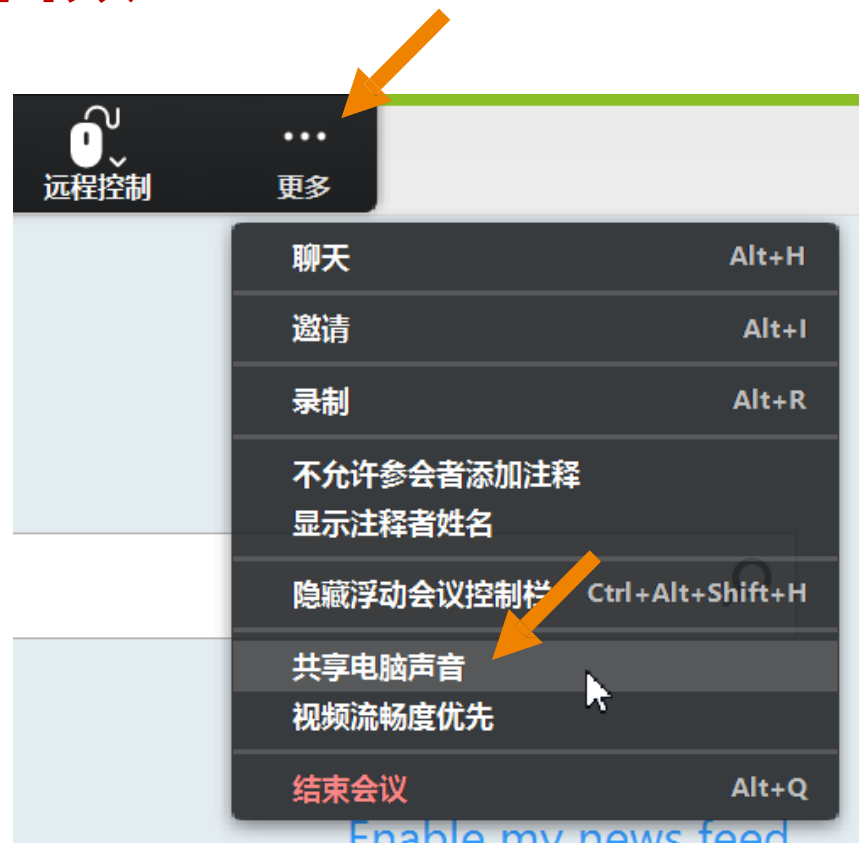 远程控制
更多
聊天 Alt+H
邀请 Alt+I
录制 Alt+R
不允许参会者添加注释
显示注释者姓名
隐藏浮动会议控制栏 Ctrl+Alt+Shift+H
共享电脑声音
视频流畅度优先
结束会议 Alt+Q
Enable my news feed